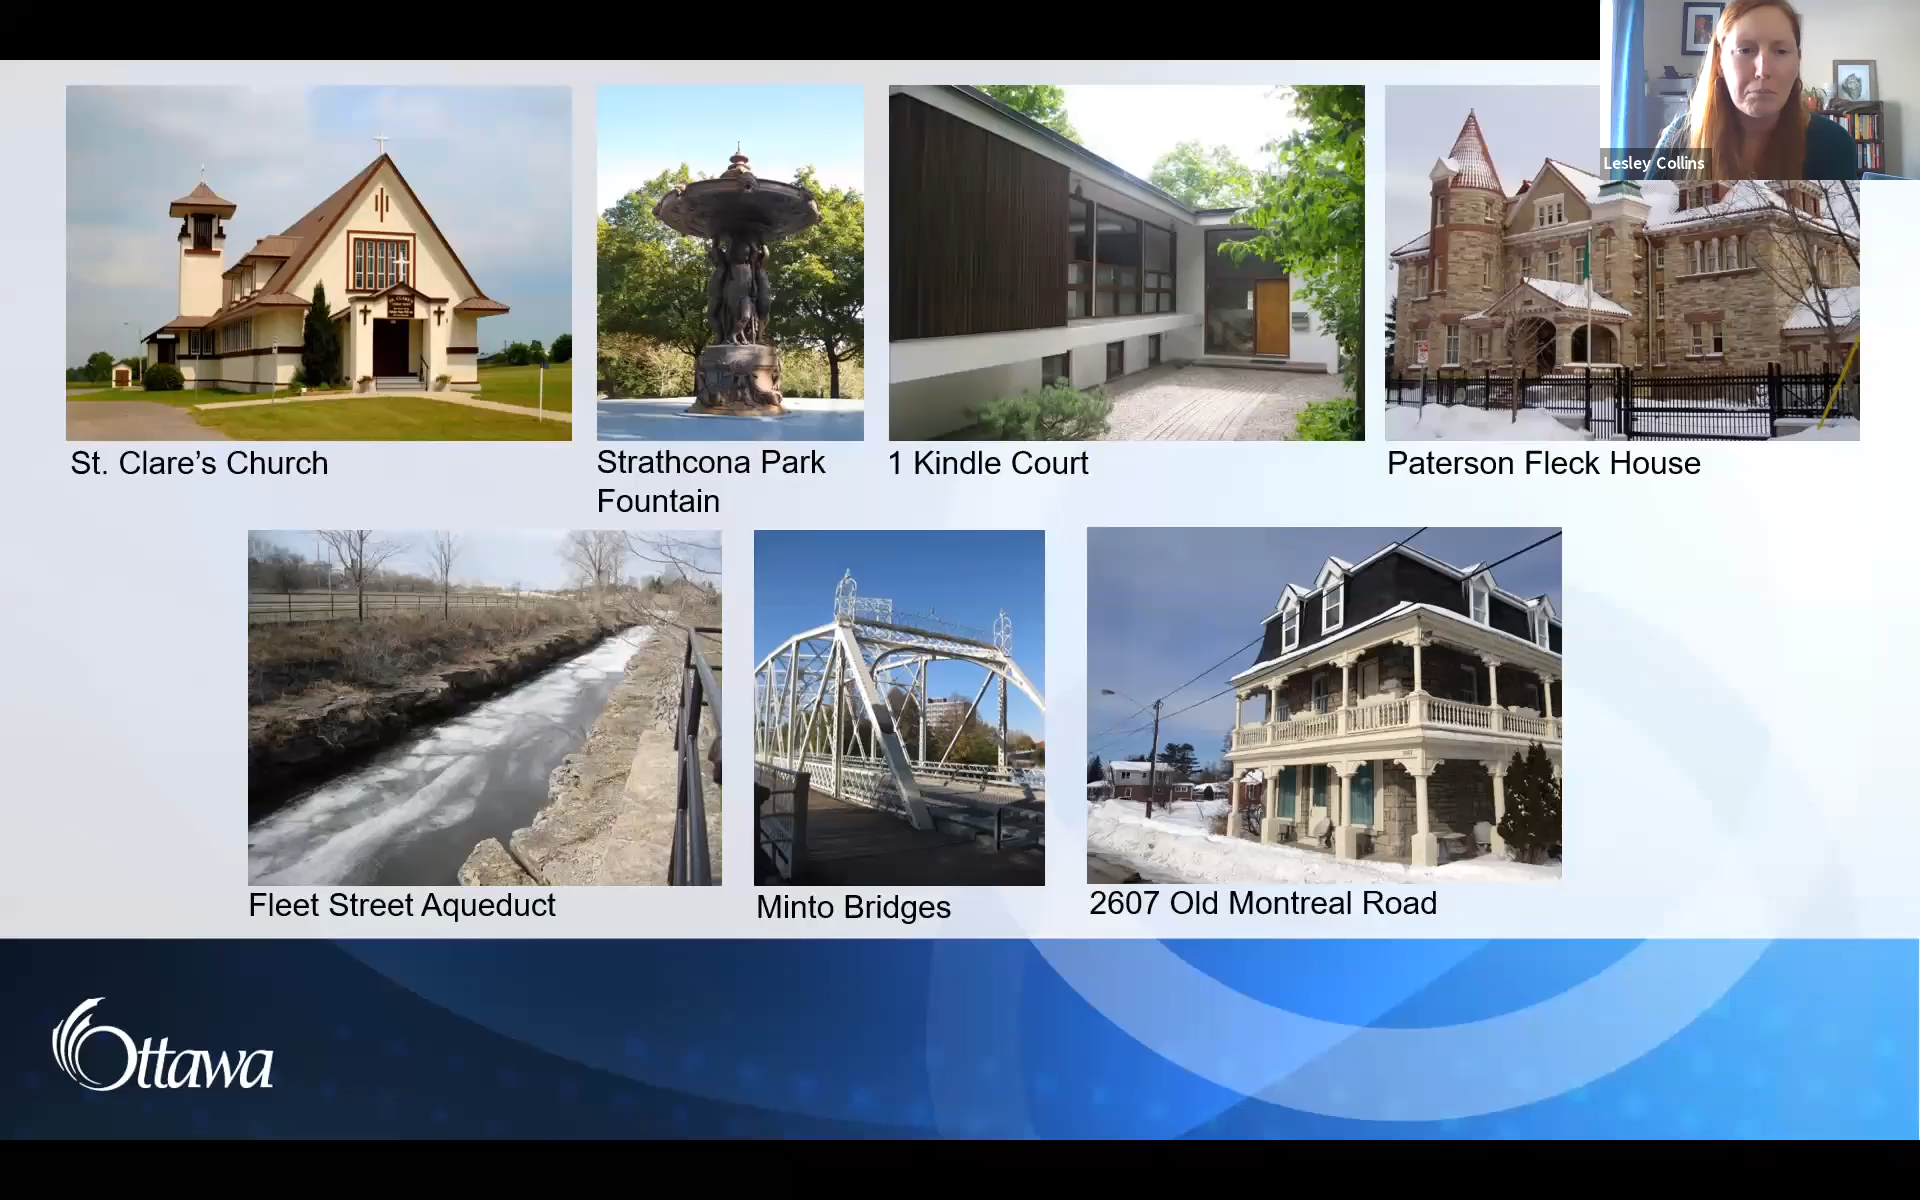 Lesley Collins
St. Clare's Church
Strathcona Park
Fountain
1 Kindle Court
Paterson Fleck House
Fleet Street Aqueduct
Minto Bridges
2607 Old Montreal Road
Ottawa